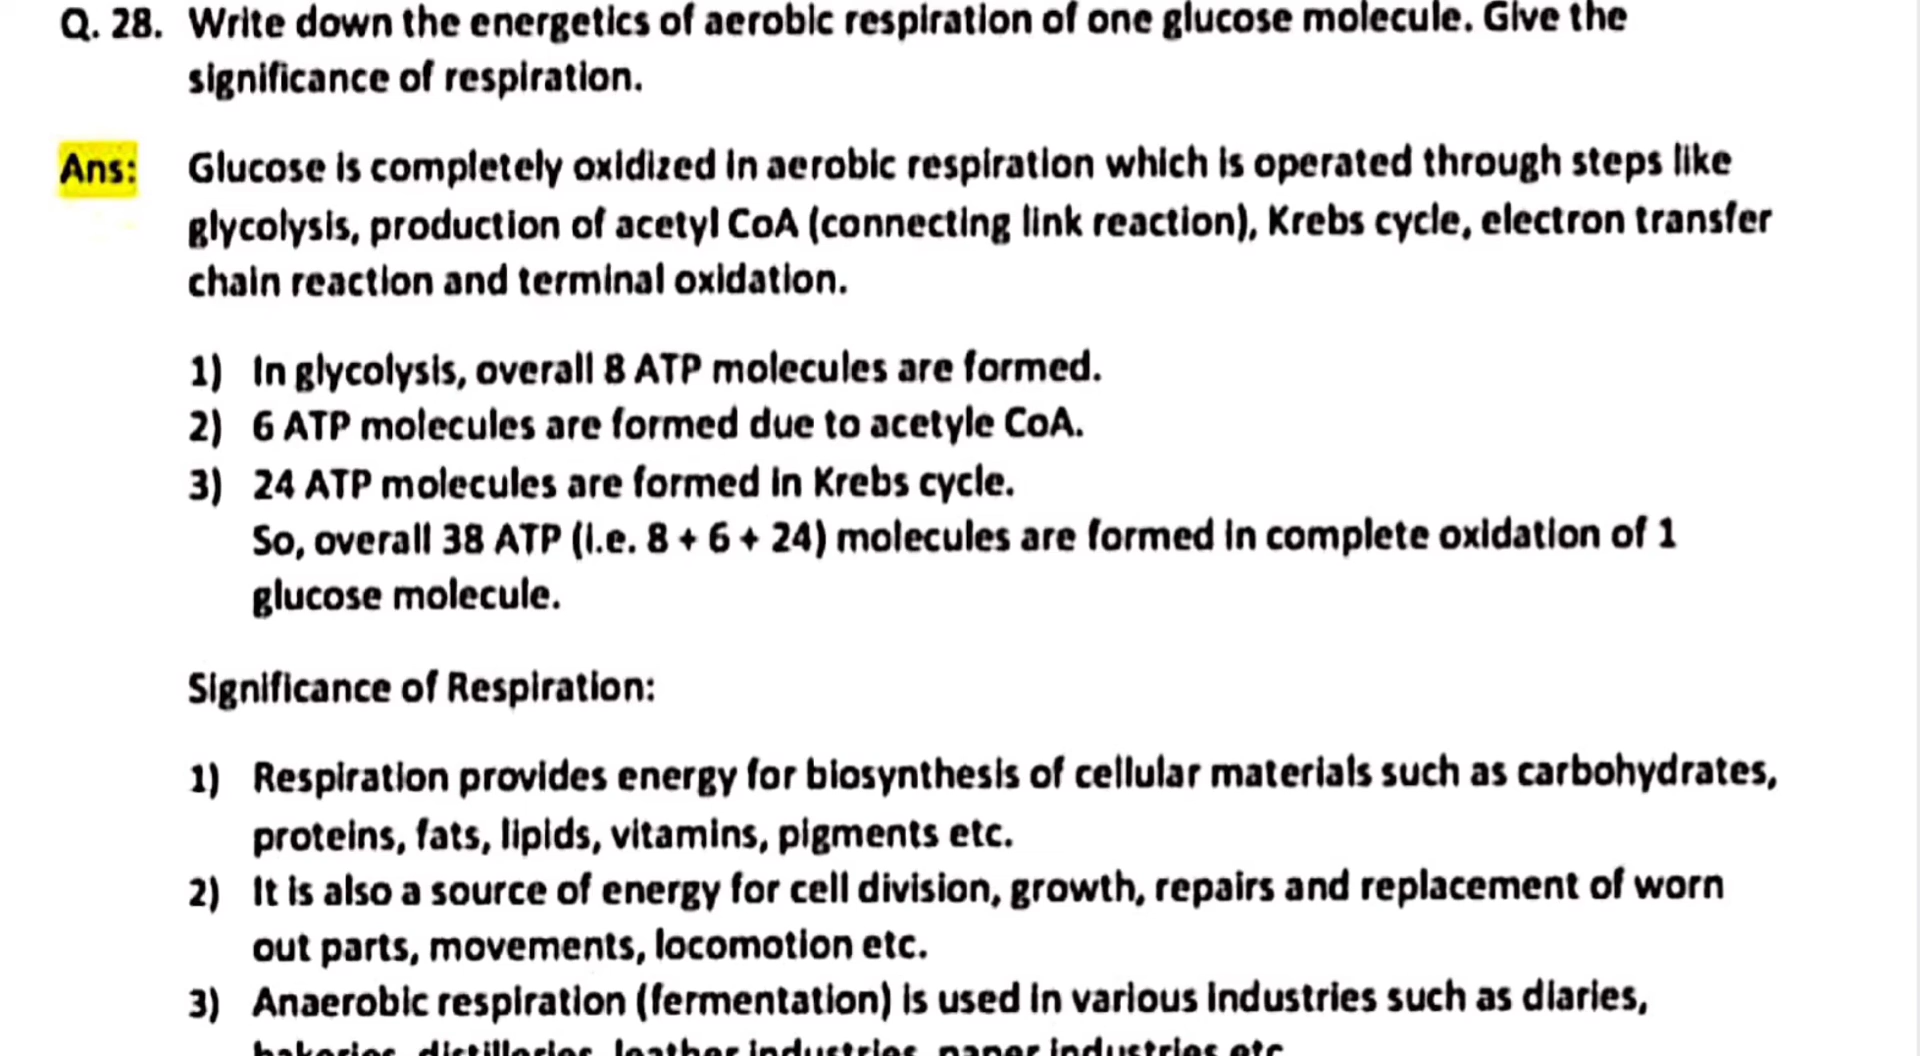 Q. 28. Write down the energetics of aerobic respiration of one glucose molecule. Give the
significance of respiration.
Ans: Glucose is completely oxidized in aerobic respiration which is operated through steps like
glycolysis, production of acetyl CoA (connecting link reaction), Krebs cycle, electron transfer
chain reaction and terminal oxidation.
1) In glycolysis, overall 8 ATP molecules are formed.
2) 6 ATP molecules are formed due to acetyle CoA.
3) 24 ATP molecules are formed in Krebs cycle.
So, overall 38 ATP (i.e. 8 + 6 + 24) molecules are formed in complete oxidation of 1
glucose molecule.
Significance of Respiration:
1) Respiration provides energy for biosynthesis of cellular materials such as carbohydrates,
proteins, fats, lipids, vitamins, pigments etc.
2) It is also a source of energy for cell division, growth, repairs and replacement of worn
out parts, movements, locomotion etc.
3) Anaerobic respiration (fermentation) is used in various industries such as diaries,
bakeries, distilleries, leather industries, paper industries etc